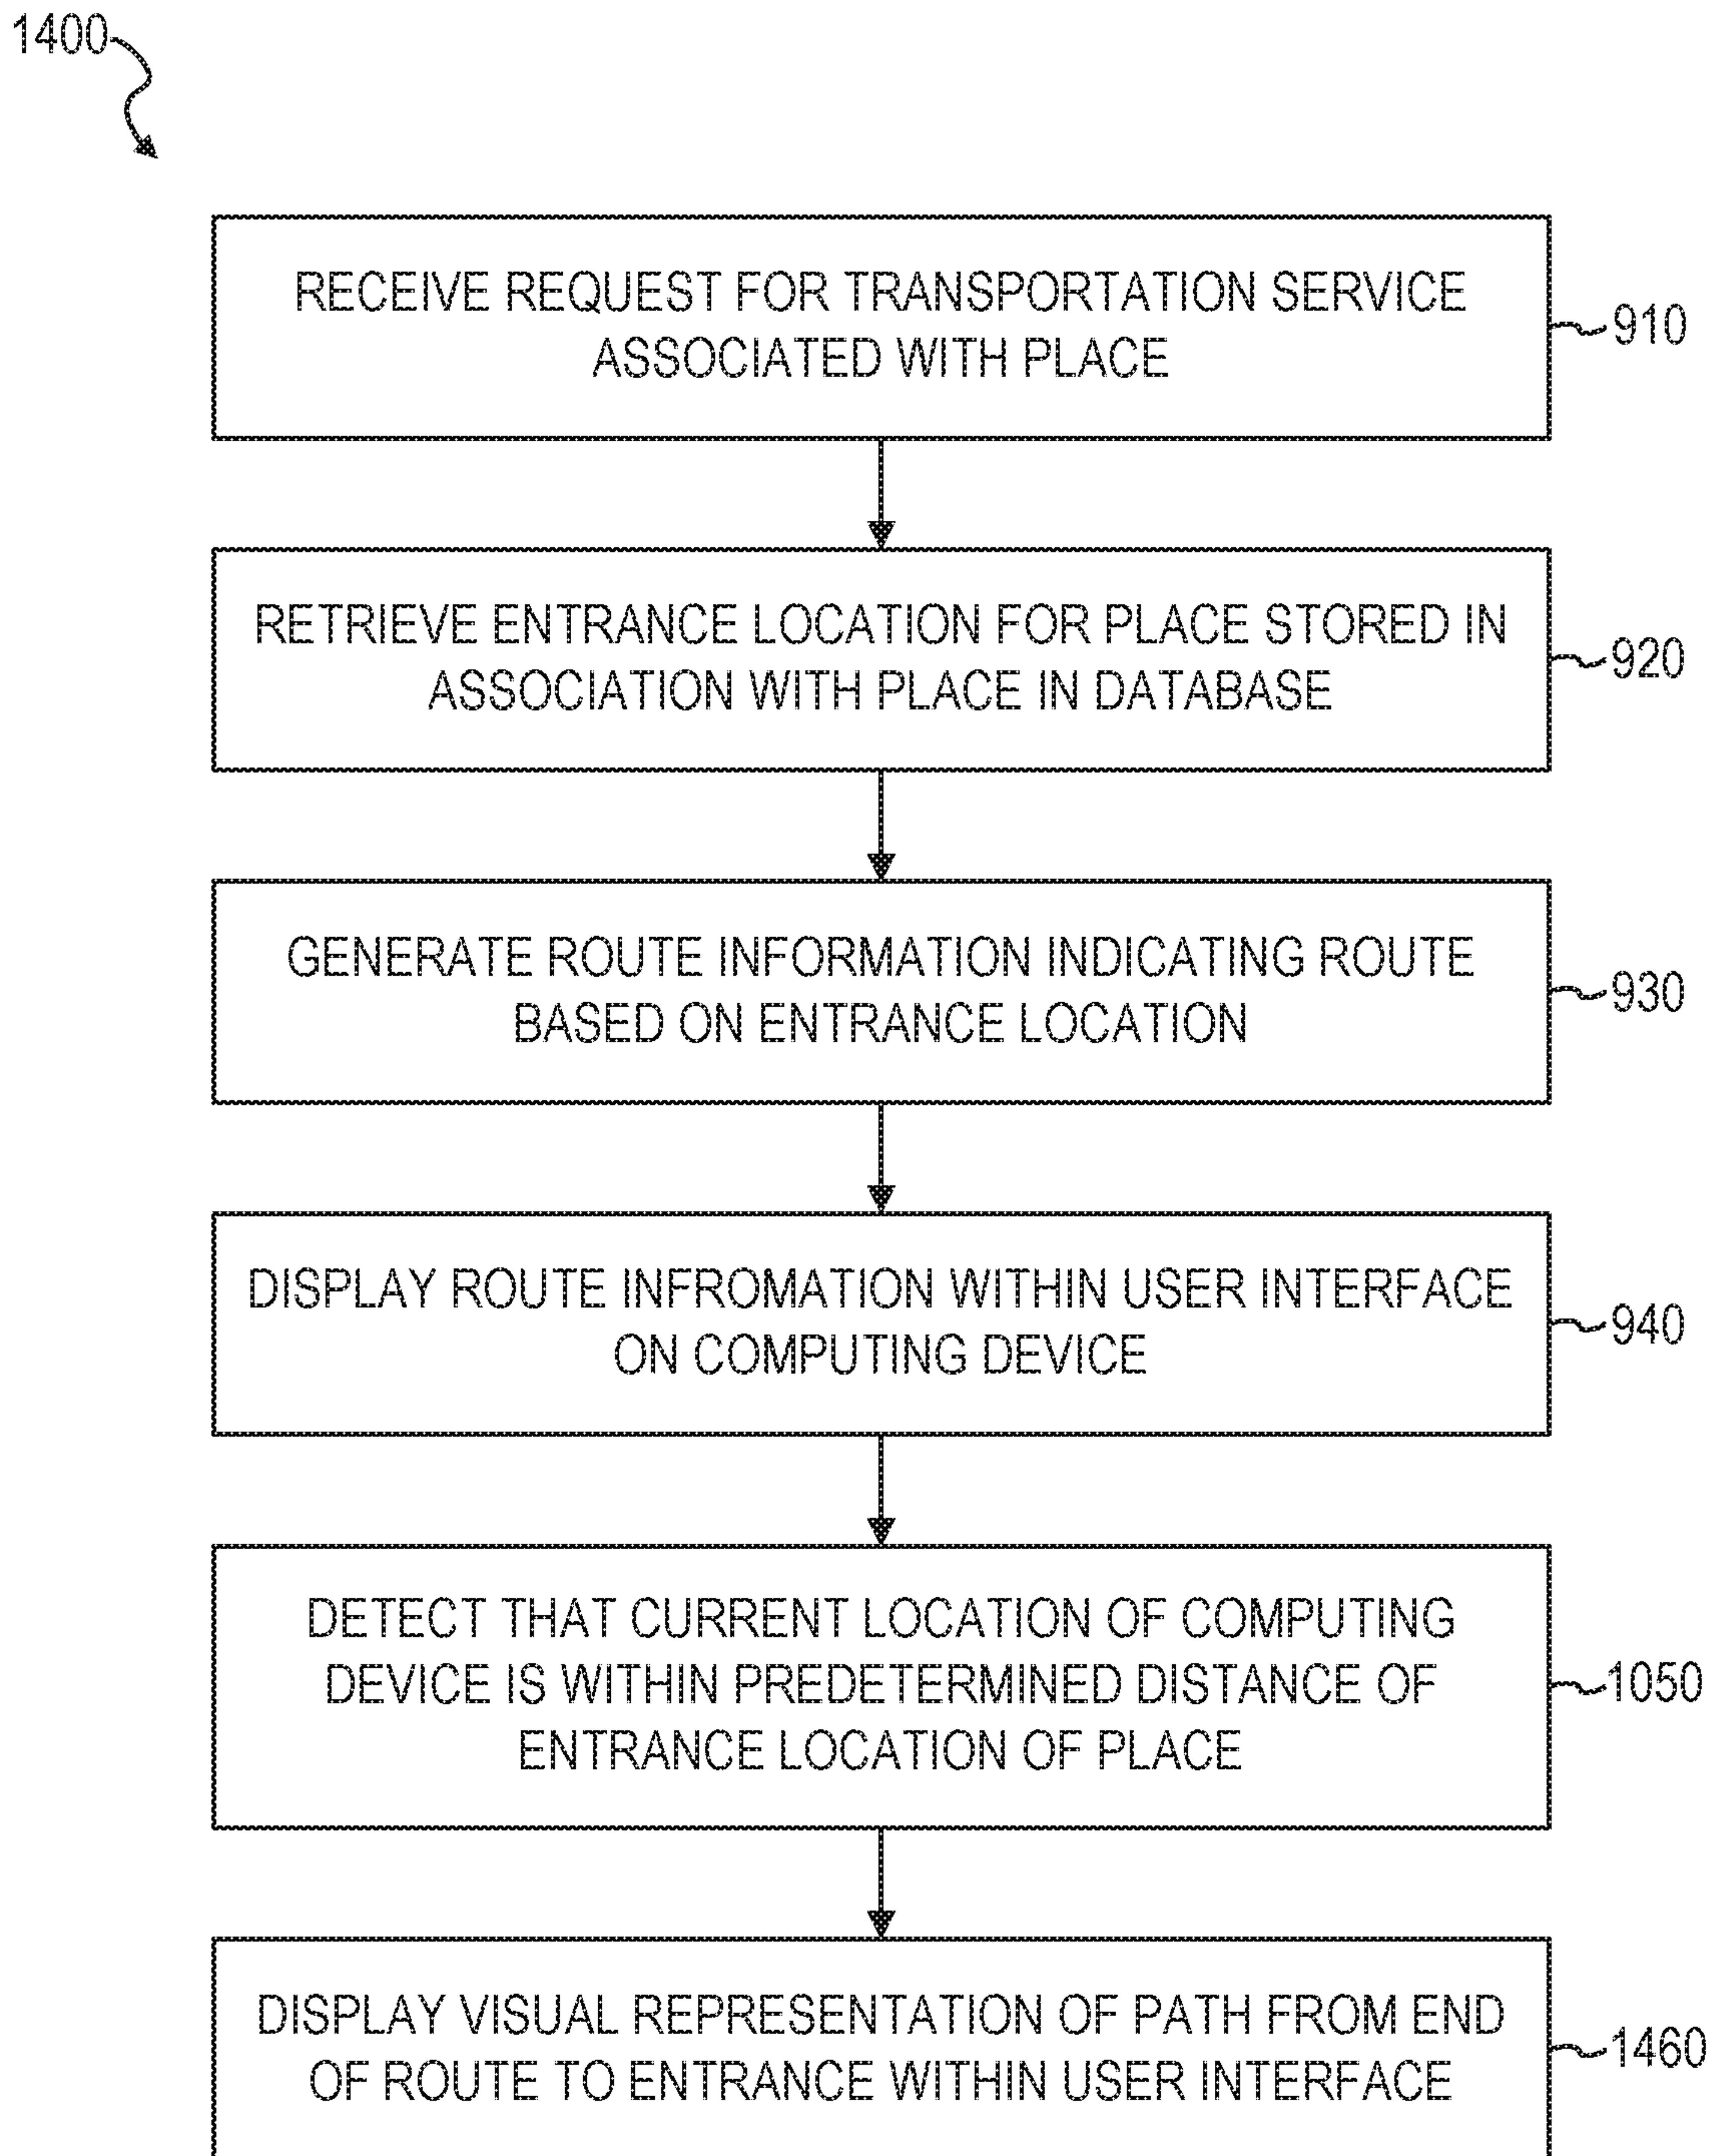 1400
RECEIVE REQUEST FOR TRANSPORTATION SERVICE
ASSOCIATED WITH PLACE
910
RETRIEVE ENTRANCE LOCATION FOR PLACE STORED IN
ASSOCIATION WITH PLACE IN DATABASE
920
GENERATE ROUTE INFORMATION INDICATING ROUTE
BASED ON ENTRANCE LOCATION
930
DISPLAY ROUTE INFROMATION WITHIN USER INTERFACE
ON COMPUTING DEVICE
940
DETECT THAT CURRENT LOCATION OF COMPUTING
DEVICE IS WITHIN PREDETERMINED DISTANCE OF
ENTRANCE LOCATION OF PLACE
1050
DISPLAY VISUAL REPRESENTATION OF PATH FROM END
OF ROUTE TO ENTRANCE WITHIN USER INTERFACE
1460